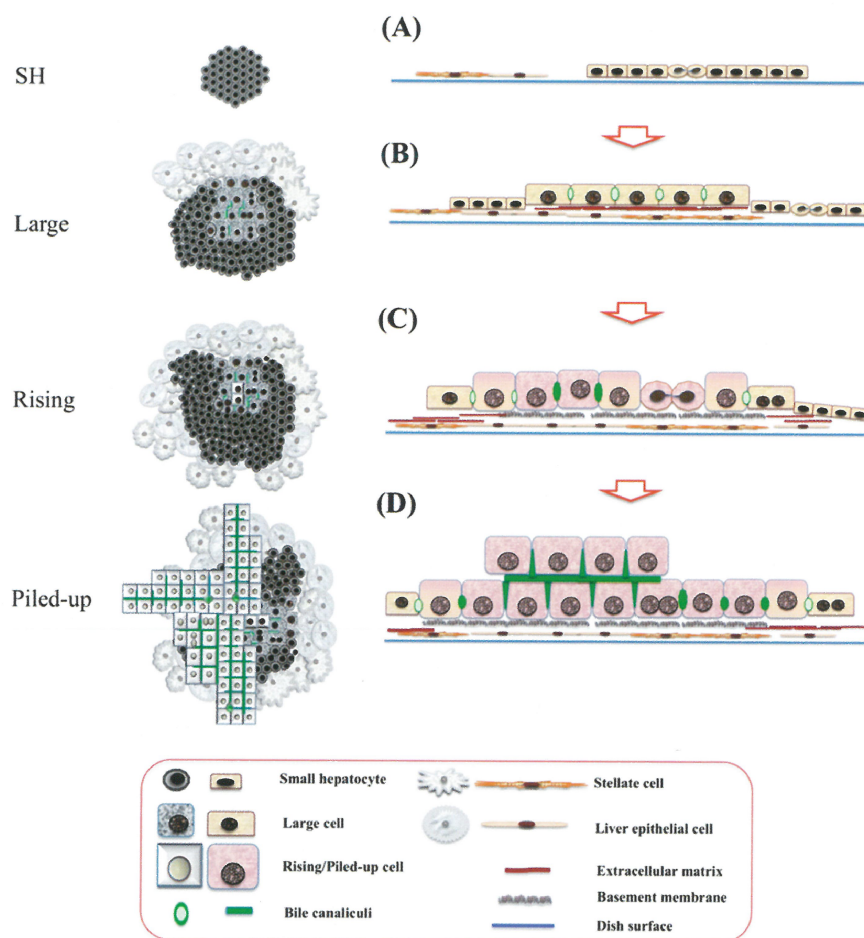 SH
(A)
Large
(B)
Rising
(C)
Piled-up
(D)
Small hepatocyte
Stellate cell
Large cell
Liver epithelial cell
Rising/Piled-up cell
Extracellular matrix
Basement membrane
Bile canaliculi
Dish surface